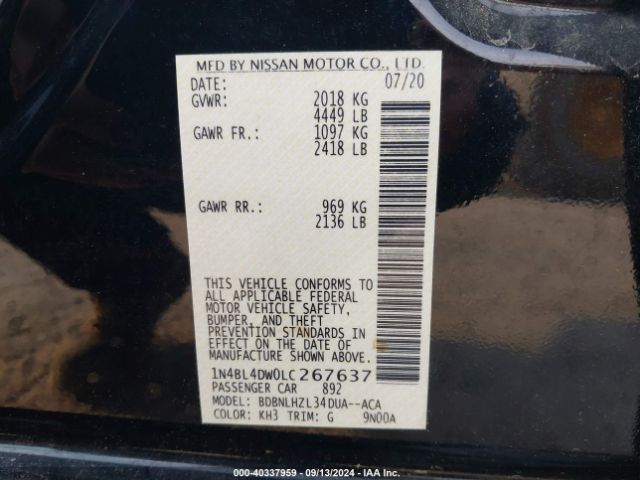 MFD BY NISSAN MOTOR CO., LTD.
DATE: 07/20
GVWR: 2018 KG
4449 LB
GAWR FR.: 1097 KG
2418 LB
GAWR RR.: 969 KG
2136 LB
THIS VEHICLE CONFORMS TO
ALL APPLICABLE FEDERAL
MOTOR VEHICLE SAFETY,
BUMPER, AND THEFT
PREVENTION STANDARDS IN
EFFECT ON THE DATE OF
MANUFACTURE SHOWN ABOVE.
1N4BL4DW0LC267637
PASSENGER CAR 892
MODEL: BDBNLHZL34DUA--ACA
COLOR: KH3 TRIM: G 9N00A
000-40337959 - 09/13/2024 - IAA Inc.